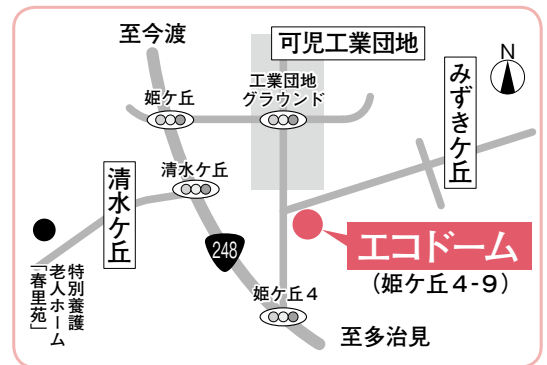 至今渡
可児工業団地
N
みずきケ丘
工業団地
グラウンド
姫ケ丘
清水ケ丘
清水ケ丘
248
エコドーム
(姫ケ丘4-9)
特別養護
老人ホーム
「春里苑」
姫ケ丘4
至多治見